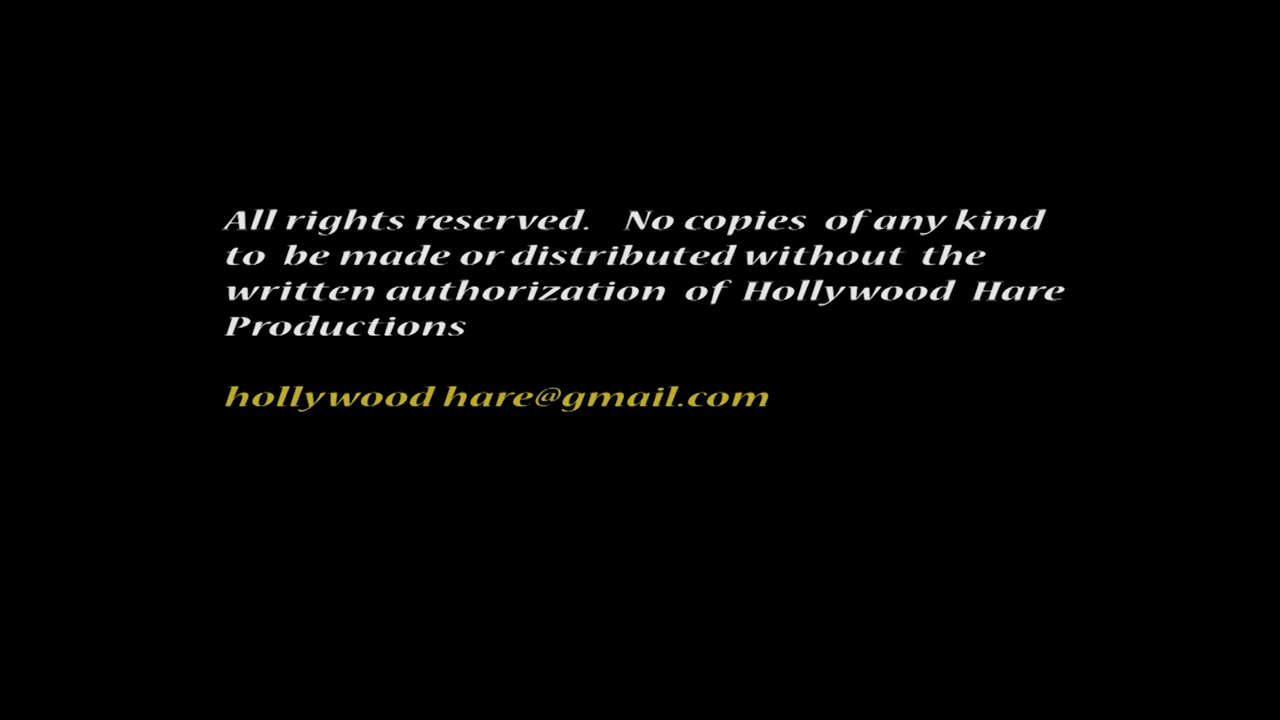 All rights reserved. No copies of any kind
to be made or distributed without the
written authorization of Hollywood Hare
Productions
hollywood hare@gmail.com